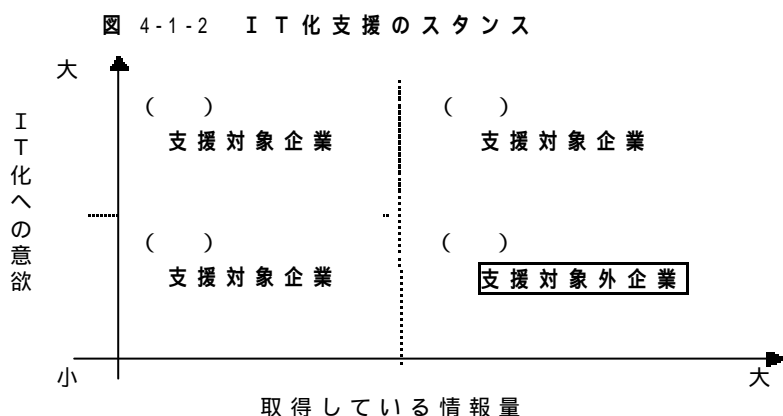 図 4-1-2 ＩＴ化支援のスタンス
大
(　　)
支援対象企業
(　　)
支援対象企業
ＩＴ化への意欲
(　　)
支援対象企業
(　　)
支援対象外企業
小
大
取得している情報量